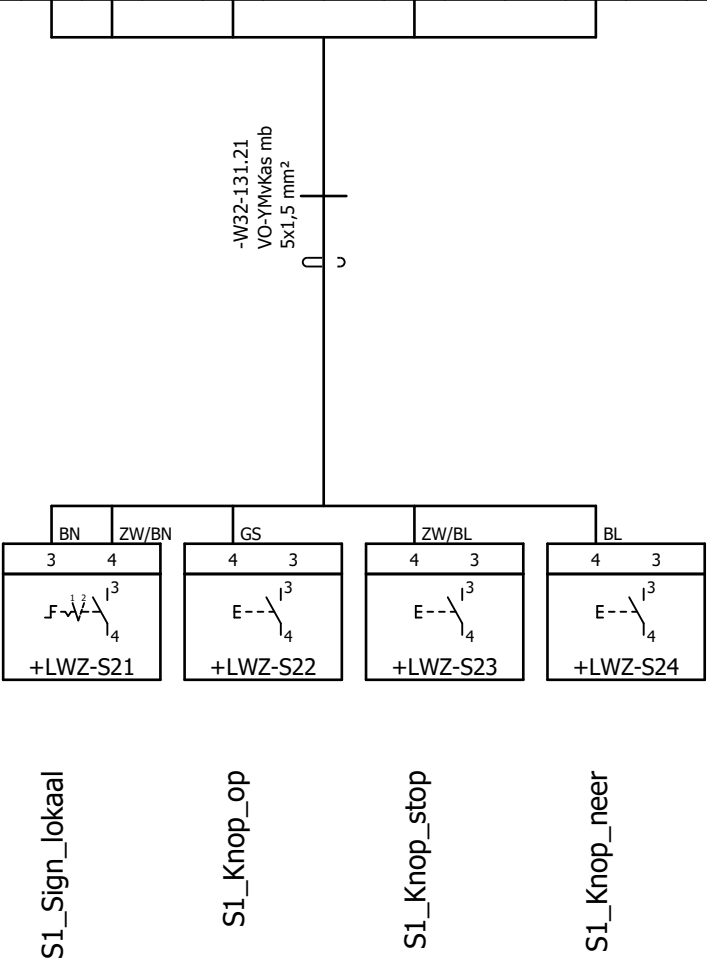 -W32-131.21
VO-YMvKas mb
5x1,5 mm²
BN
ZW/BN
GS
ZW/BL
BL
3 4
4 3
4 3
4 3
1 2
3
4
+LWZ-S21
E
3
4
+LWZ-S22
E
3
4
+LWZ-S23
E
3
4
+LWZ-S24
S1_Sign_lokaal
S1_Knop_op
S1_Knop_stop
S1_Knop_neer